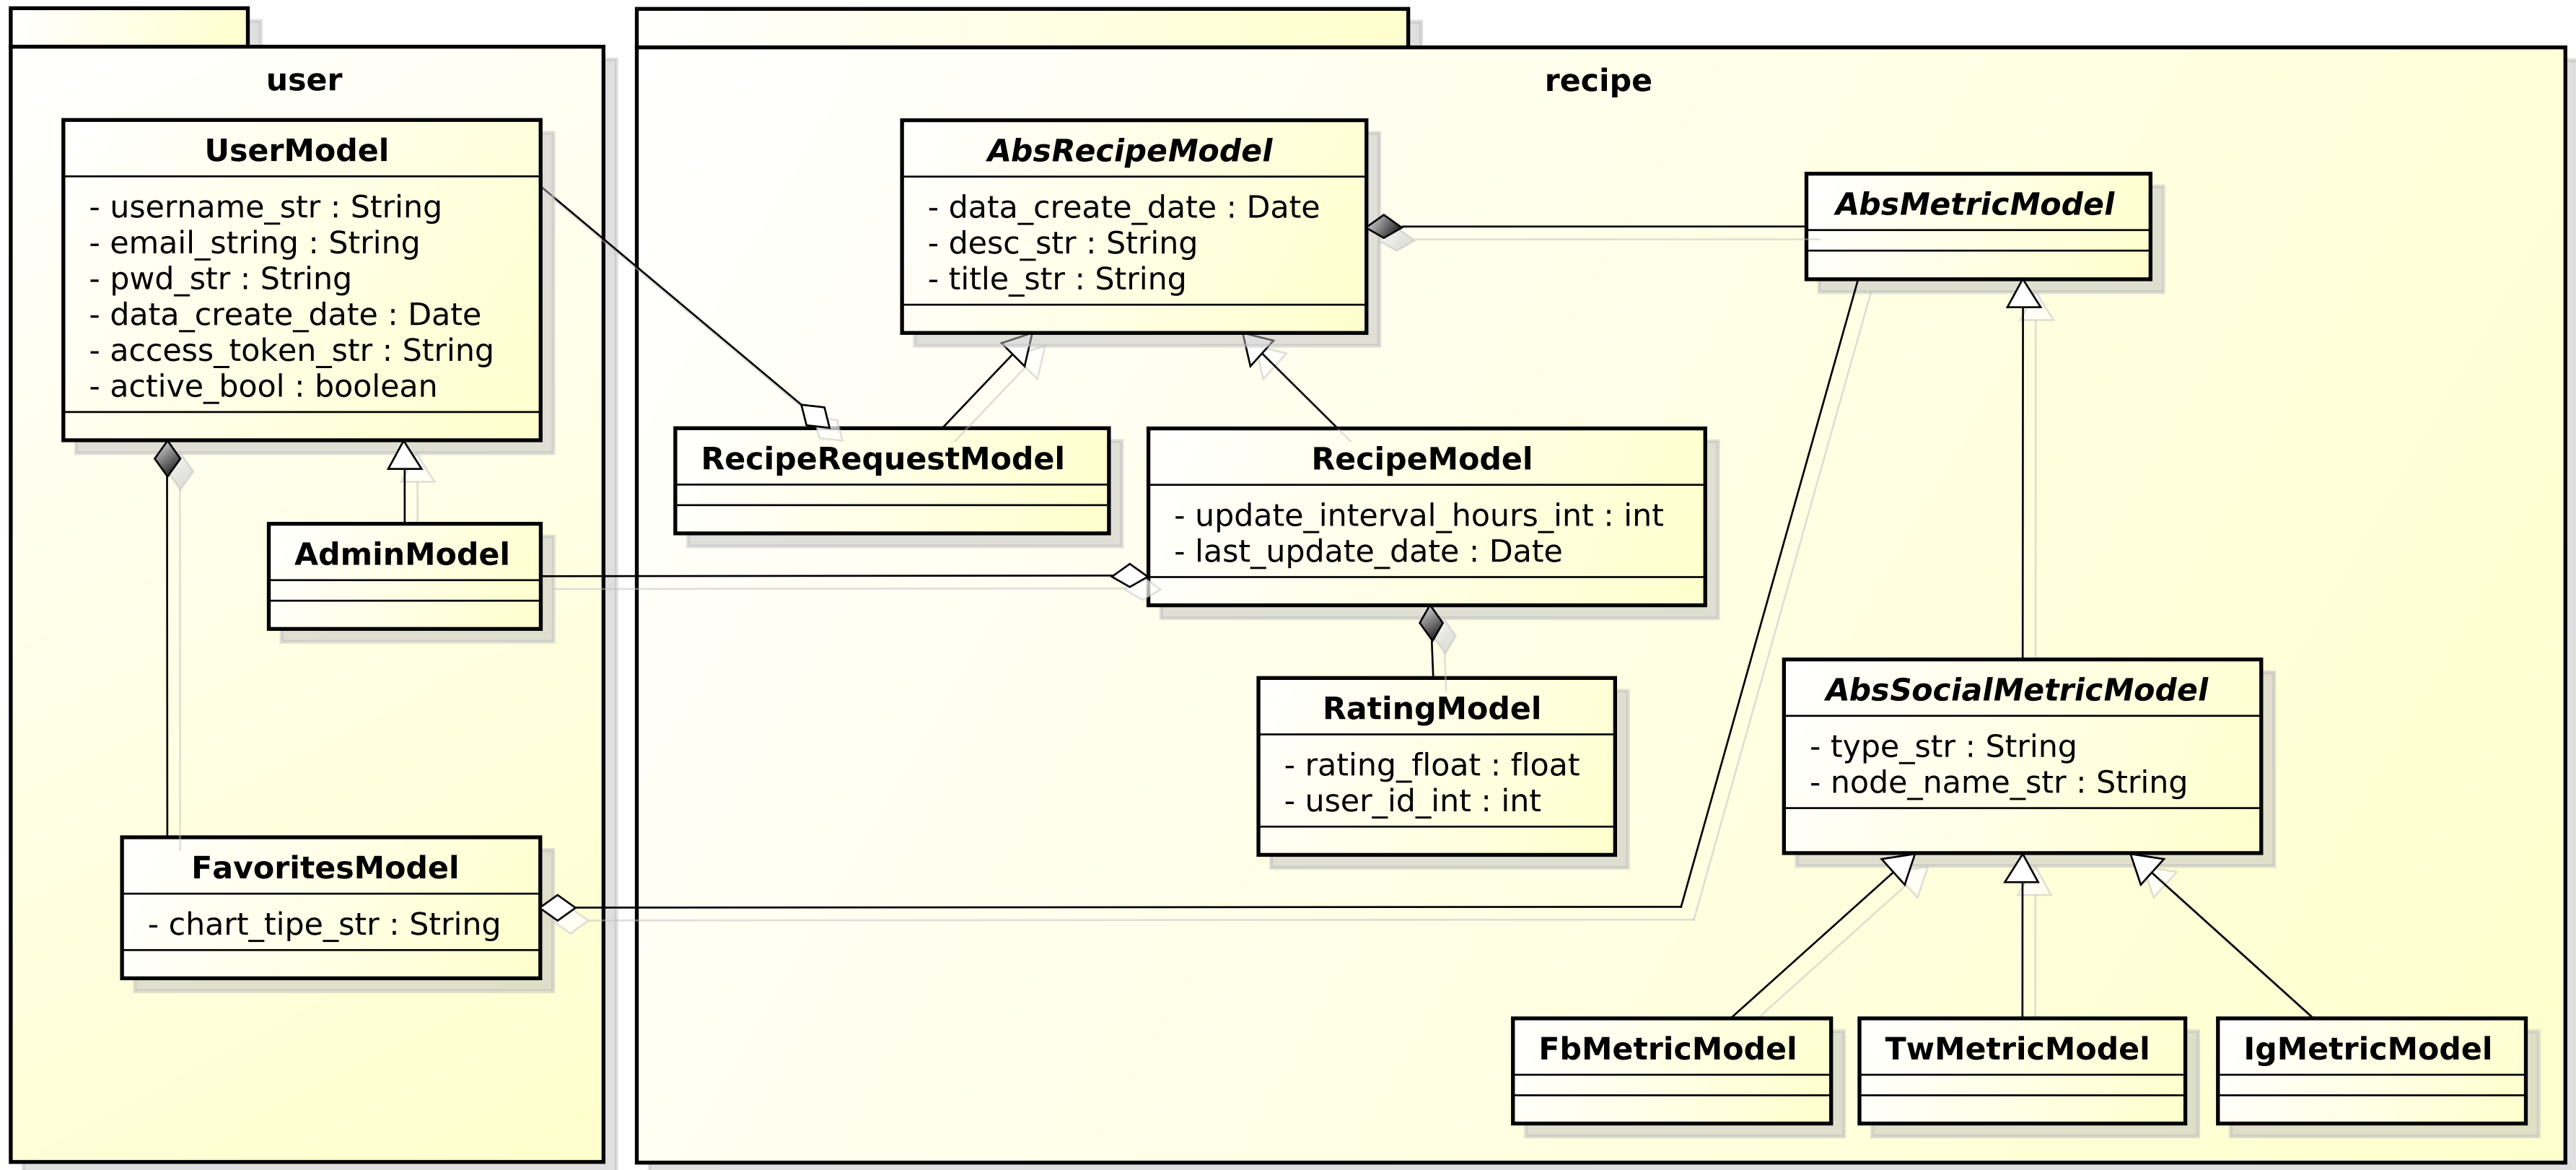 user
UserModel
- username_str : String
- email_string : String
- pwd_str : String
- data_create_date : Date
- access_token_str : String
- active_bool : boolean
AdminModel
FavoritesModel
- chart_tipe_str : String
recipe
AbsRecipeModel
- data_create_date : Date
- desc_str : String
- title_str : String
AbsMetricModel
RecipeRequestModel
RecipeModel
- update_interval_hours_int : int
- last_update_date : Date
RatingModel
- rating_float : float
- user_id_int : int
AbsSocialMetricModel
- type_str : String
- node_name_str : String
FbMetricModel
TwMetricModel
IgMetricModel